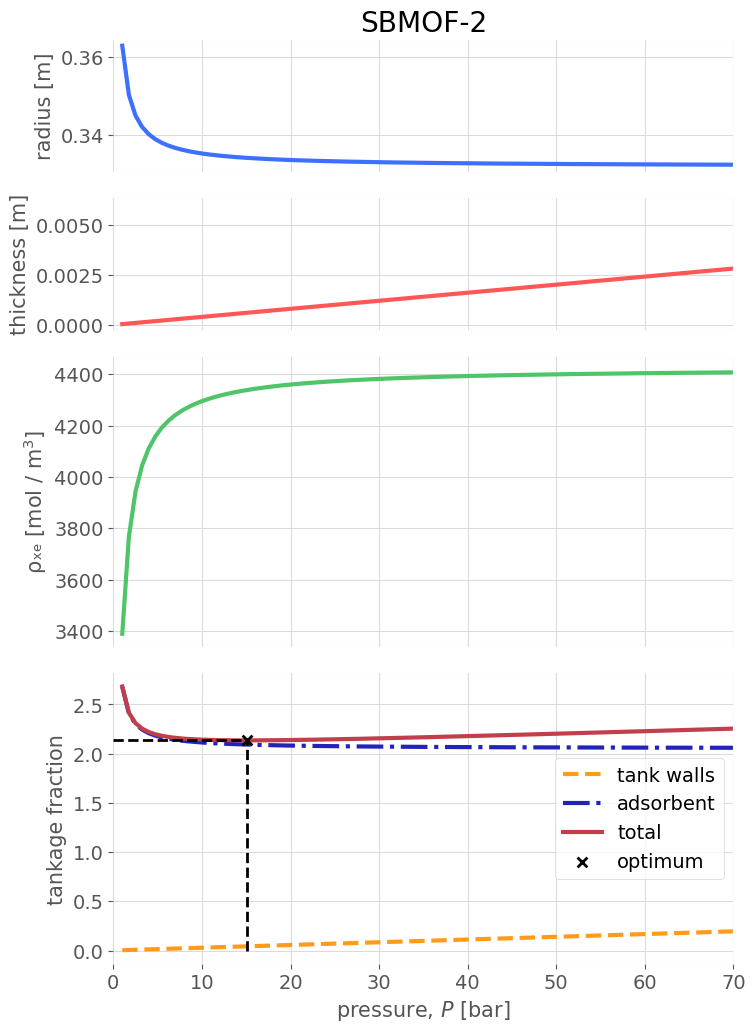 SBMOF-2
radius [m]
0.36
0.34
thickness [m]
0.0050
0.0025
0.0000
ρₓₑ [mol / m³]
4400
4200
4000
3800
3600
3400
tankage fraction
2.5
2.0
1.5
1.0
0.5
0.0
tank walls
adsorbent
total
optimum
0 10 20 30 40 50 60 70
pressure, P [bar]